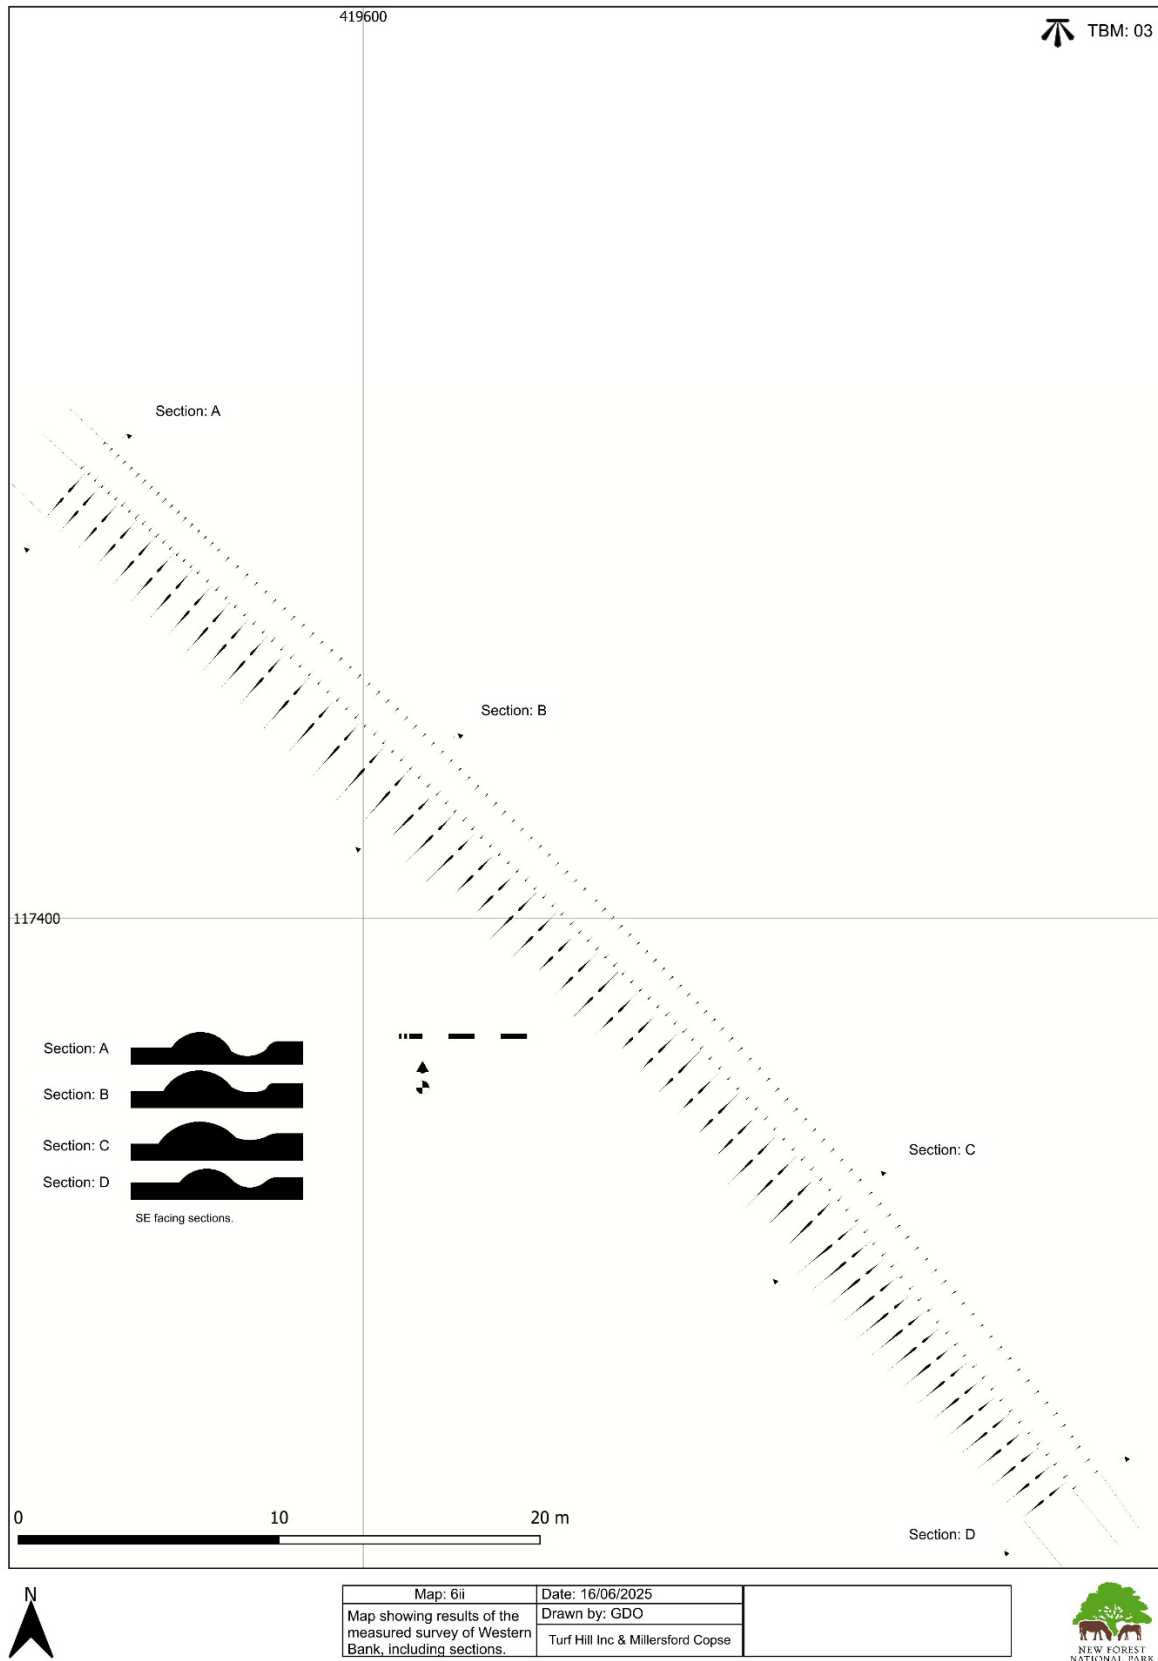 419600
TBM: 03
Section: A
Section: B
117400
Section: A
Section: B
Section: C
Section: D
SE facing sections.
Section: C
Section: D
0 10 20 m
N
Map: 6ii
Date: 16/06/2025
Map showing results of the
measured survey of Western
Bank, including sections.
Drawn by: GDO
Turf Hill Inc & Millersford Copse
NEW FOREST
NATIONAL PARK